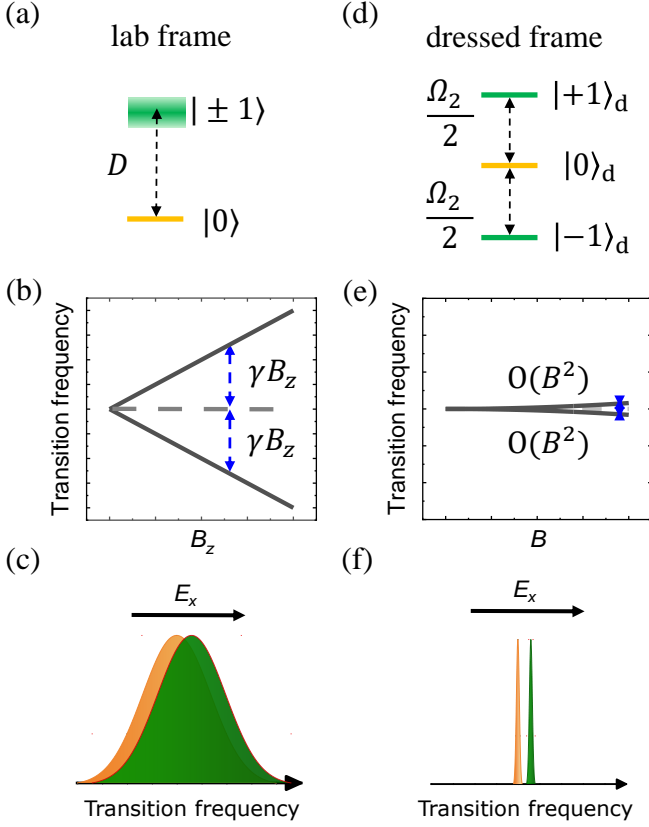 (a)
lab frame
|±1⟩
D
|0⟩
(d)
dressed frame
Ω₂/2
|+1⟩d
|0⟩d
Ω₂/2
|−1⟩d
(b)
Transition frequency
γBz
γBz
Bz
(e)
Transition frequency
O(B²)
O(B²)
B
(c)
Ex
Transition frequency
(f)
Ex
Transition frequency